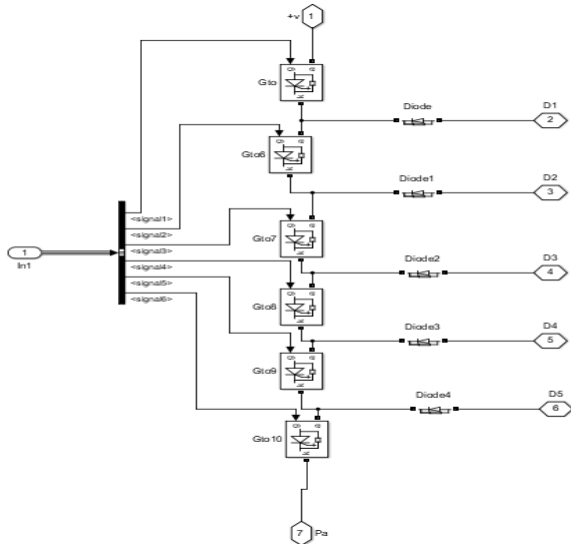 +v
1
g
a
Gto
k
Diode
D1
2
g
a
Gto6
k
Diode1
D2
3
<signal1>
<signal2>
g
a
Gto7
k
<signal3>
1
In1
Diode2
D3
4
<signal4>
<signal5>
g
a
Gto8
k
<signal6>
Diode3
D4
5
g
a
Gto9
k
Diode4
D5
6
g
a
Gto10
k
7
Pa